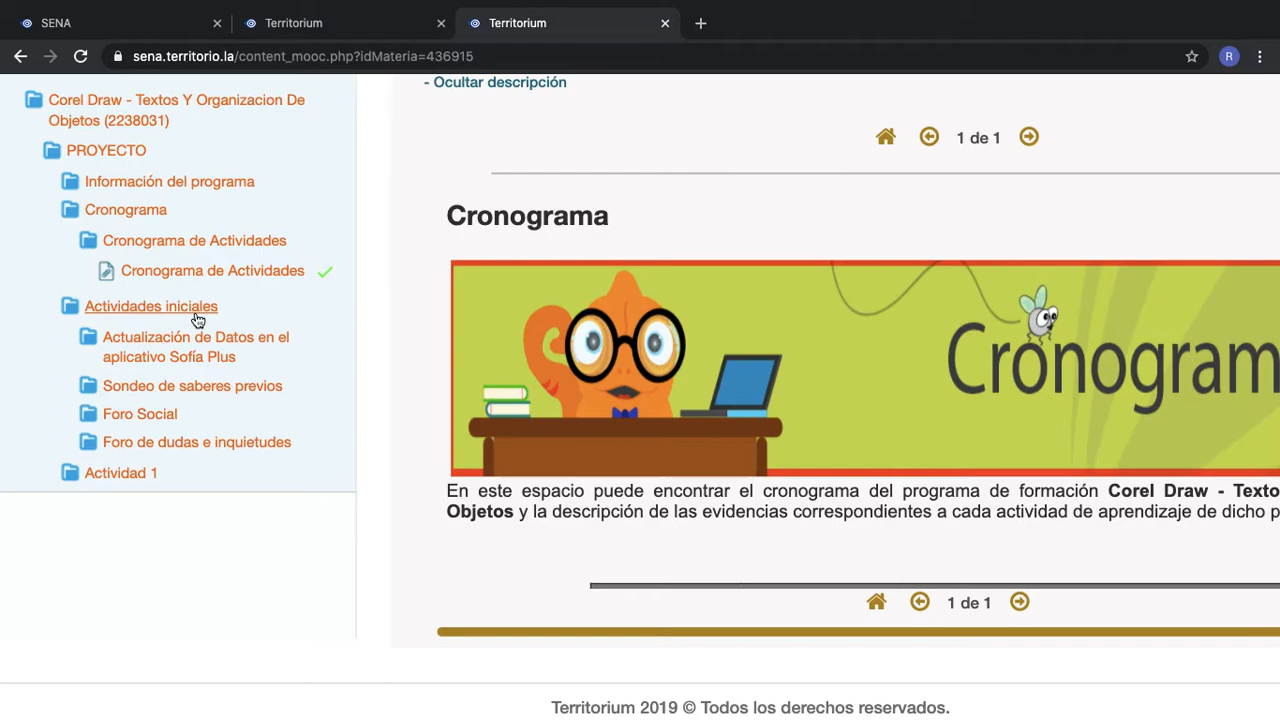 SENA
Territorium
Territorium
sena.territorio.la/content_mooc.php?idMateria=436915
R
Corel Draw - Textos Y Organizacion De
Objetos (2238031)
PROYECTO
Información del programa
Cronograma
Cronograma de Actividades
Cronograma de Actividades
Actividades iniciales
Actualización de Datos en el
aplicativo Sofía Plus
Sondeo de saberes previos
Foro Social
Foro de dudas e inquietudes
Actividad 1
- Ocultar descripción
1 de 1
Cronograma
Cronogram
En este espacio puede encontrar el cronograma del programa de formación Corel Draw - Texto
Objetos y la descripción de las evidencias correspondientes a cada actividad de aprendizaje de dicho p
1 de 1
Territorium 2019 © Todos los derechos reservados.